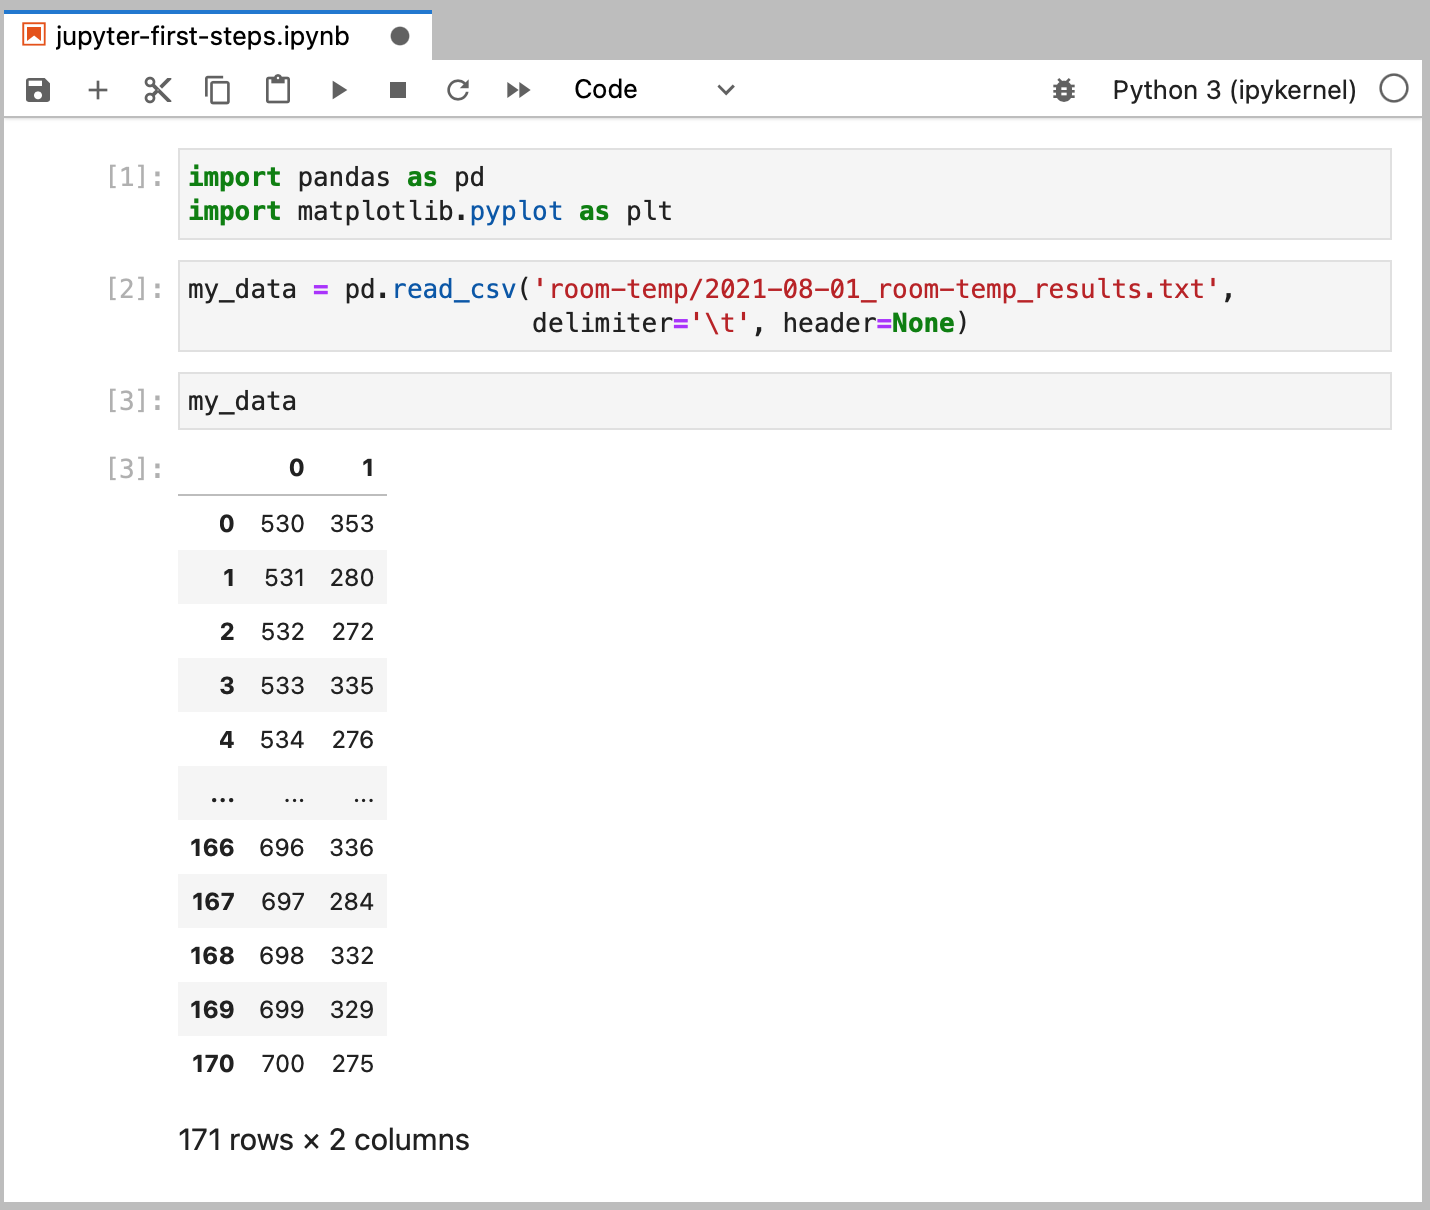 jupyter-first-steps.ipynb
Code Python 3 (ipykernel)
[1]: import pandas as pd
import matplotlib.pyplot as plt
[2]: my_data = pd.read_csv('room-temp/2021-08-01_room-temp_results.txt',
delimiter='\t', header=None)
[3]: my_data
[3]: 0 1
0 530 353
1 531 280
2 532 272
3 533 335
4 534 276
... ... ...
166 696 336
167 697 284
168 698 332
169 699 329
170 700 275
171 rows × 2 columns